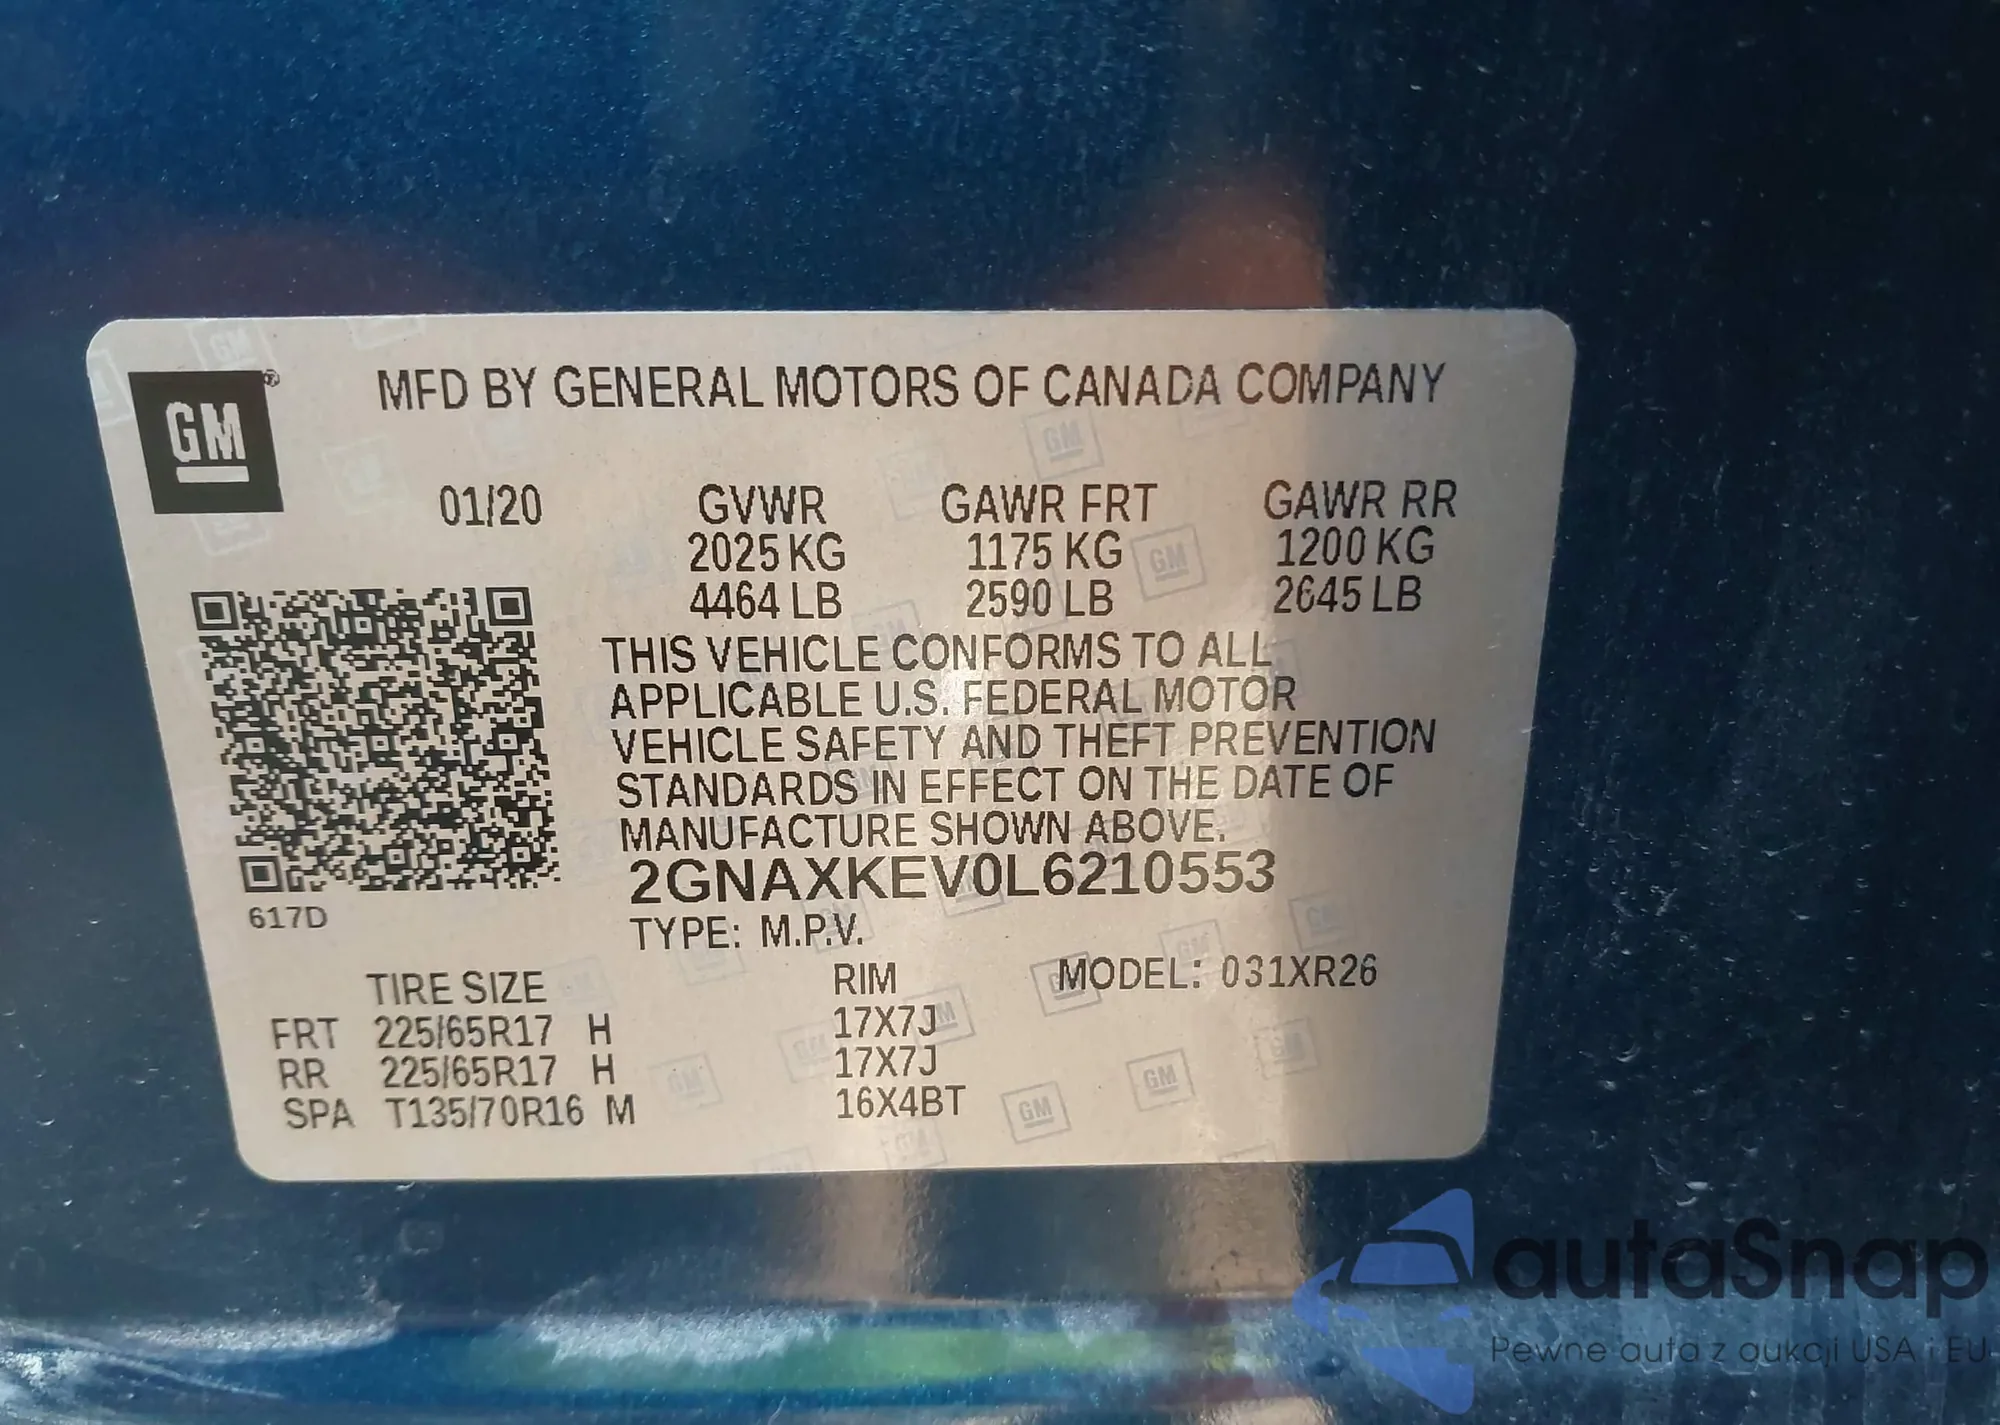 GM®
MFD BY GENERAL MOTORS OF CANADA COMPANY
01/20 GVWR GAWR FRT GAWR RR
2025 KG 1175 KG 1200 KG
4464 LB 2590 LB 2645 LB
THIS VEHICLE CONFORMS TO ALL
APPLICABLE U.S. FEDERAL MOTOR
VEHICLE SAFETY AND THEFT PREVENTION
STANDARDS IN EFFECT ON THE DATE OF
MANUFACTURE SHOWN ABOVE.
2GNAXKEV0L6210553
617D
TYPE: M.P.V.
TIRE SIZE RIM MODEL: 031XR26
FRT 225/65R17 H 17X7J
RR 225/65R17 H 17X7J
SPA T135/70R16 M 16X4BT
autaSnap
Pewne auta z aukcji USA i EU